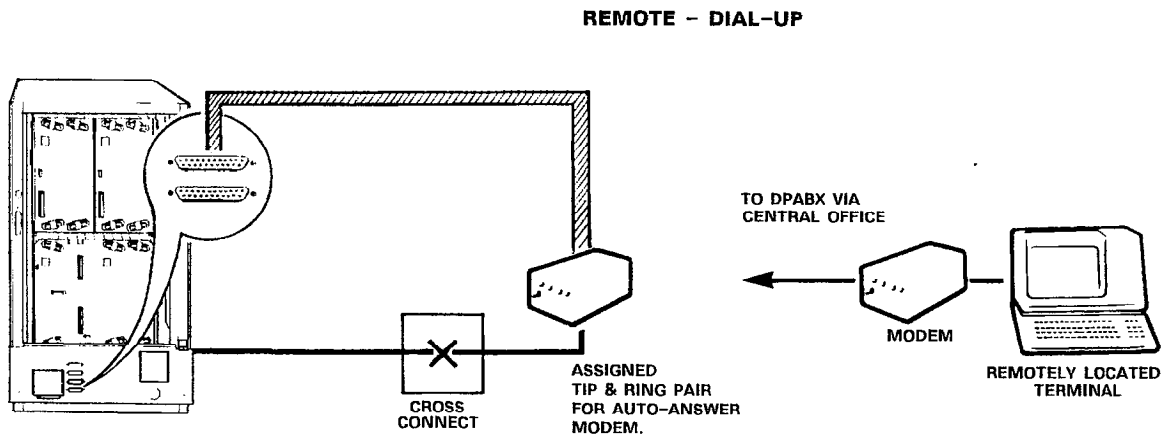 REMOTE - DIAL-UP
TO DPABX VIA
CENTRAL OFFICE
MODEM
REMOTELY LOCATED
TERMINAL
CROSS
CONNECT
ASSIGNED
TIP & RING PAIR
FOR AUTO-ANSWER
MODEM.